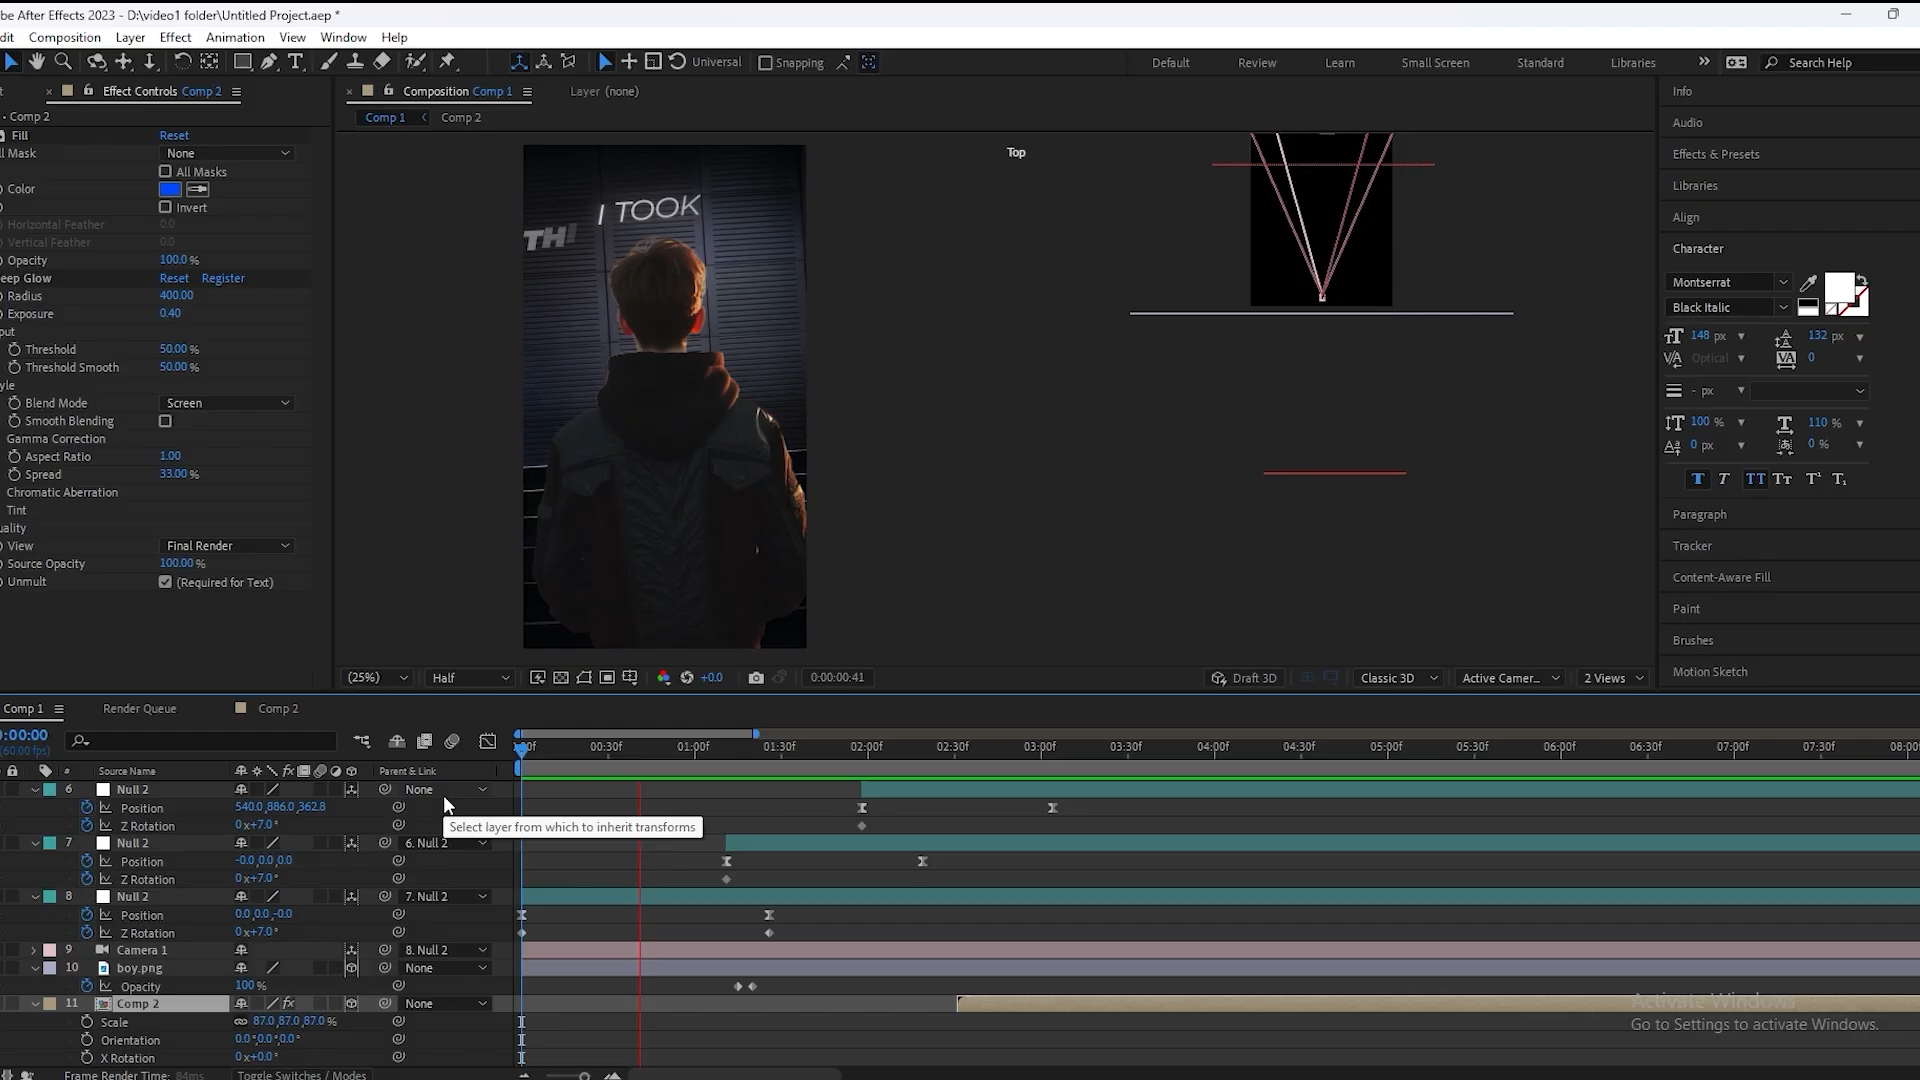 be After Effects 2023 - D:\video1 folder\Untitled Project.aep *
dit Composition Layer Effect Animation View Window Help
Universal Snapping Default Review Learn Small Screen Standard Libraries Search Help
Effect Controls Comp 2
Composition Comp 1
Layer (none)
Comp 1
Comp 2
• Comp 2
Fill Reset
ll Mask None
All Masks
Color
Invert
Horizontal Feather 0.0
Vertical Feather 0.0
Opacity 100.0 %
eep Glow Reset Register
Radius 400.00
Exposure 0.40
put
Threshold 50.00 %
Threshold Smooth 50.00 %
yle
Blend Mode Screen
Smooth Blending
Gamma Correction
Aspect Ratio 1.00
Spread 33.00 %
Chromatic Aberration
Tint
uality
View Final Render
Source Opacity 100.00 %
Unmult (Required for Text)
I TOOK
TH!
Top
(25%) Half +0.0 0:00:00:41 Draft 3D Classic 3D Active Camer... 2 Views
Info
Audio
Effects & Presets
Libraries
Align
Character
Montserrat
Black Italic
148 px 132 px
Optical 0
- px
100 % 110 %
0 px 0 %
Paragraph
Tracker
Content-Aware Fill
Paint
Brushes
Motion Sketch
Comp 1 Render Queue Comp 2
0:00:00
(60.00 fps)
00:30f 01:00f 01:30f 02:00f 02:30f 03:00f 03:30f 04:00f 04:30f 05:00f 05:30f 06:00f 06:30f 07:00f 07:30f 08:00
# Source Name Parent & Link
6 Null 2 None
Position 540.0,886.0,362.8
Z Rotation 0x+7.0°
Select layer from which to inherit transforms
7 Null 2 6. Null 2
Position -0.0,0.0,0.0
Z Rotation 0x+7.0°
8 Null 2 7. Null 2
Position 0.0,0.0,-0.0
Z Rotation 0x+7.0°
9 Camera 1 8. Null 2
10 boy.png None
Opacity 100 %
11 Comp 2 None
Scale 87.0,87.0,87.0 %
Orientation 0.0°,0.0°,0.0°
X Rotation 0x+0.0°
Frame Render Time: 84ms Toggle Switches / Modes
Activate Windows
Go to Settings to activate Windows.